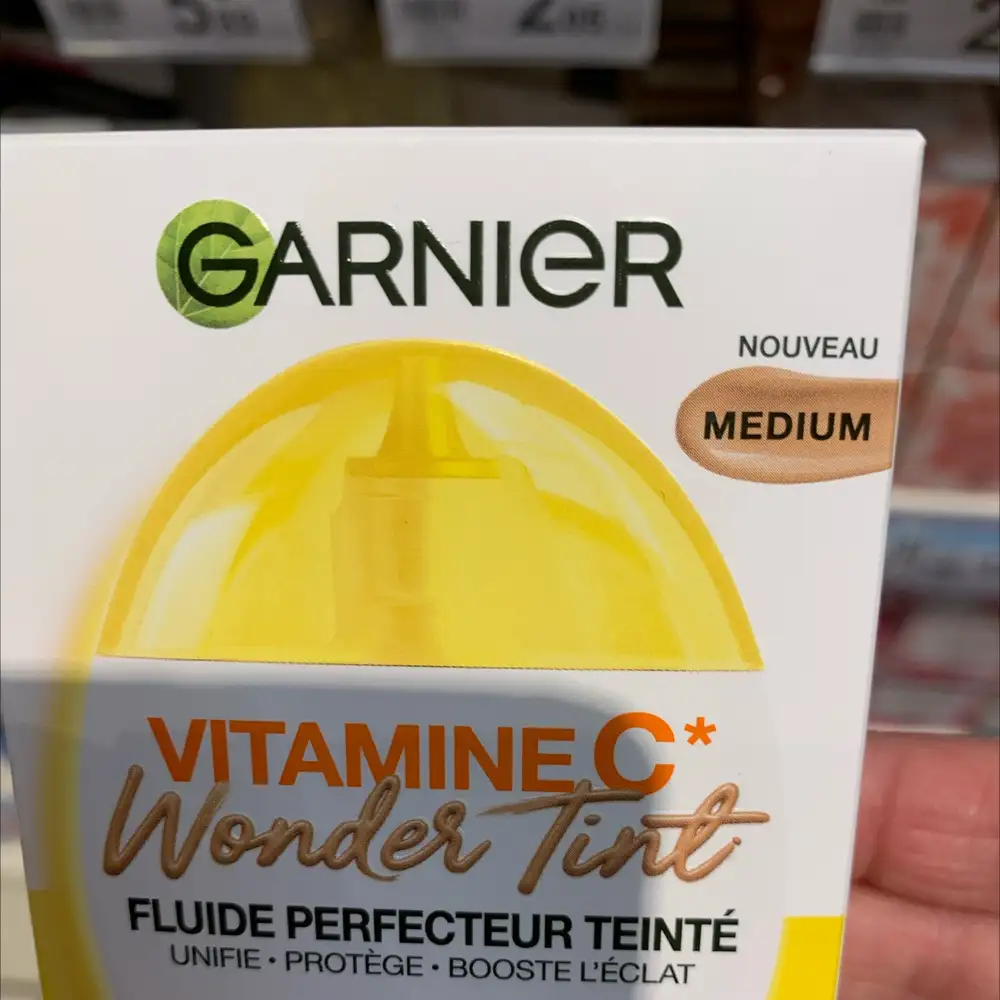 GARNIER
NOUVEAU
MEDIUM
VITAMINE C*
Wonder Tint
FLUIDE PERFECTEUR TEINTÉ
UNIFIE • PROTÈGE • BOOSTE L'ÉCLAT